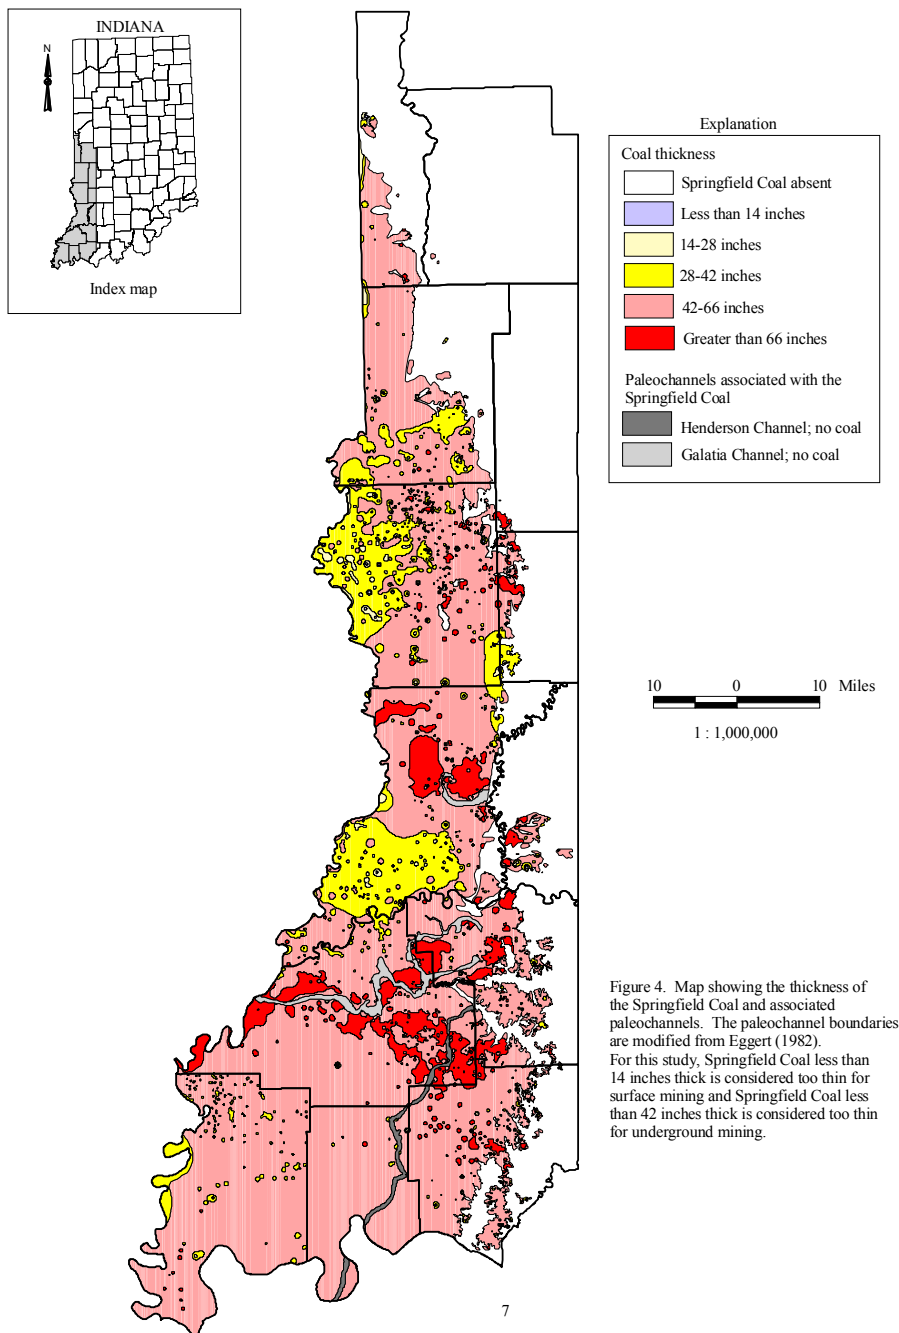 INDIANA
N
Index map
Explanation
Coal thickness
Springfield Coal absent
Less than 14 inches
14-28 inches
28-42 inches
42-66 inches
Greater than 66 inches
Paleochannels associated with the
Springfield Coal
Henderson Channel; no coal
Galatia Channel; no coal
10 0 10 Miles
1 : 1,000,000
Figure 4. Map showing the thickness of
the Springfield Coal and associated
paleochannels. The paleochannel boundaries
are modified from Eggert (1982).
For this study, Springfield Coal less than
14 inches thick is considered too thin for
surface mining and Springfield Coal less
than 42 inches thick is considered too thin
for underground mining.
7